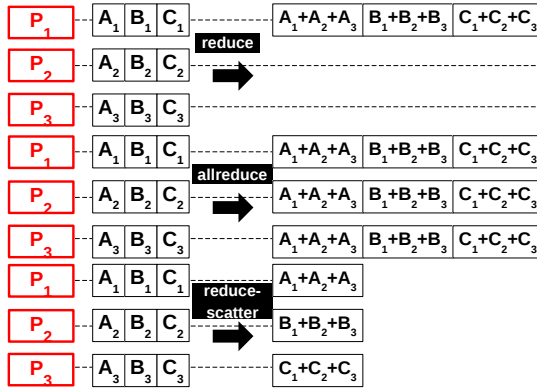 P1 A1 B1 C1 A1+A2+A3 B1+B2+B3 C1+C2+C3
reduce
P2 A2 B2 C2
P3 A3 B3 C3
P1 A1 B1 C1 A1+A2+A3 B1+B2+B3 C1+C2+C3
allreduce
P2 A2 B2 C2 A1+A2+A3 B1+B2+B3 C1+C2+C3
P3 A3 B3 C3 A1+A2+A3 B1+B2+B3 C1+C2+C3
P1 A1 B1 C1 A1+A2+A3
reduce-
scatter
P2 A2 B2 C2 B1+B2+B3
P3 A3 B3 C3 C1+C2+C3